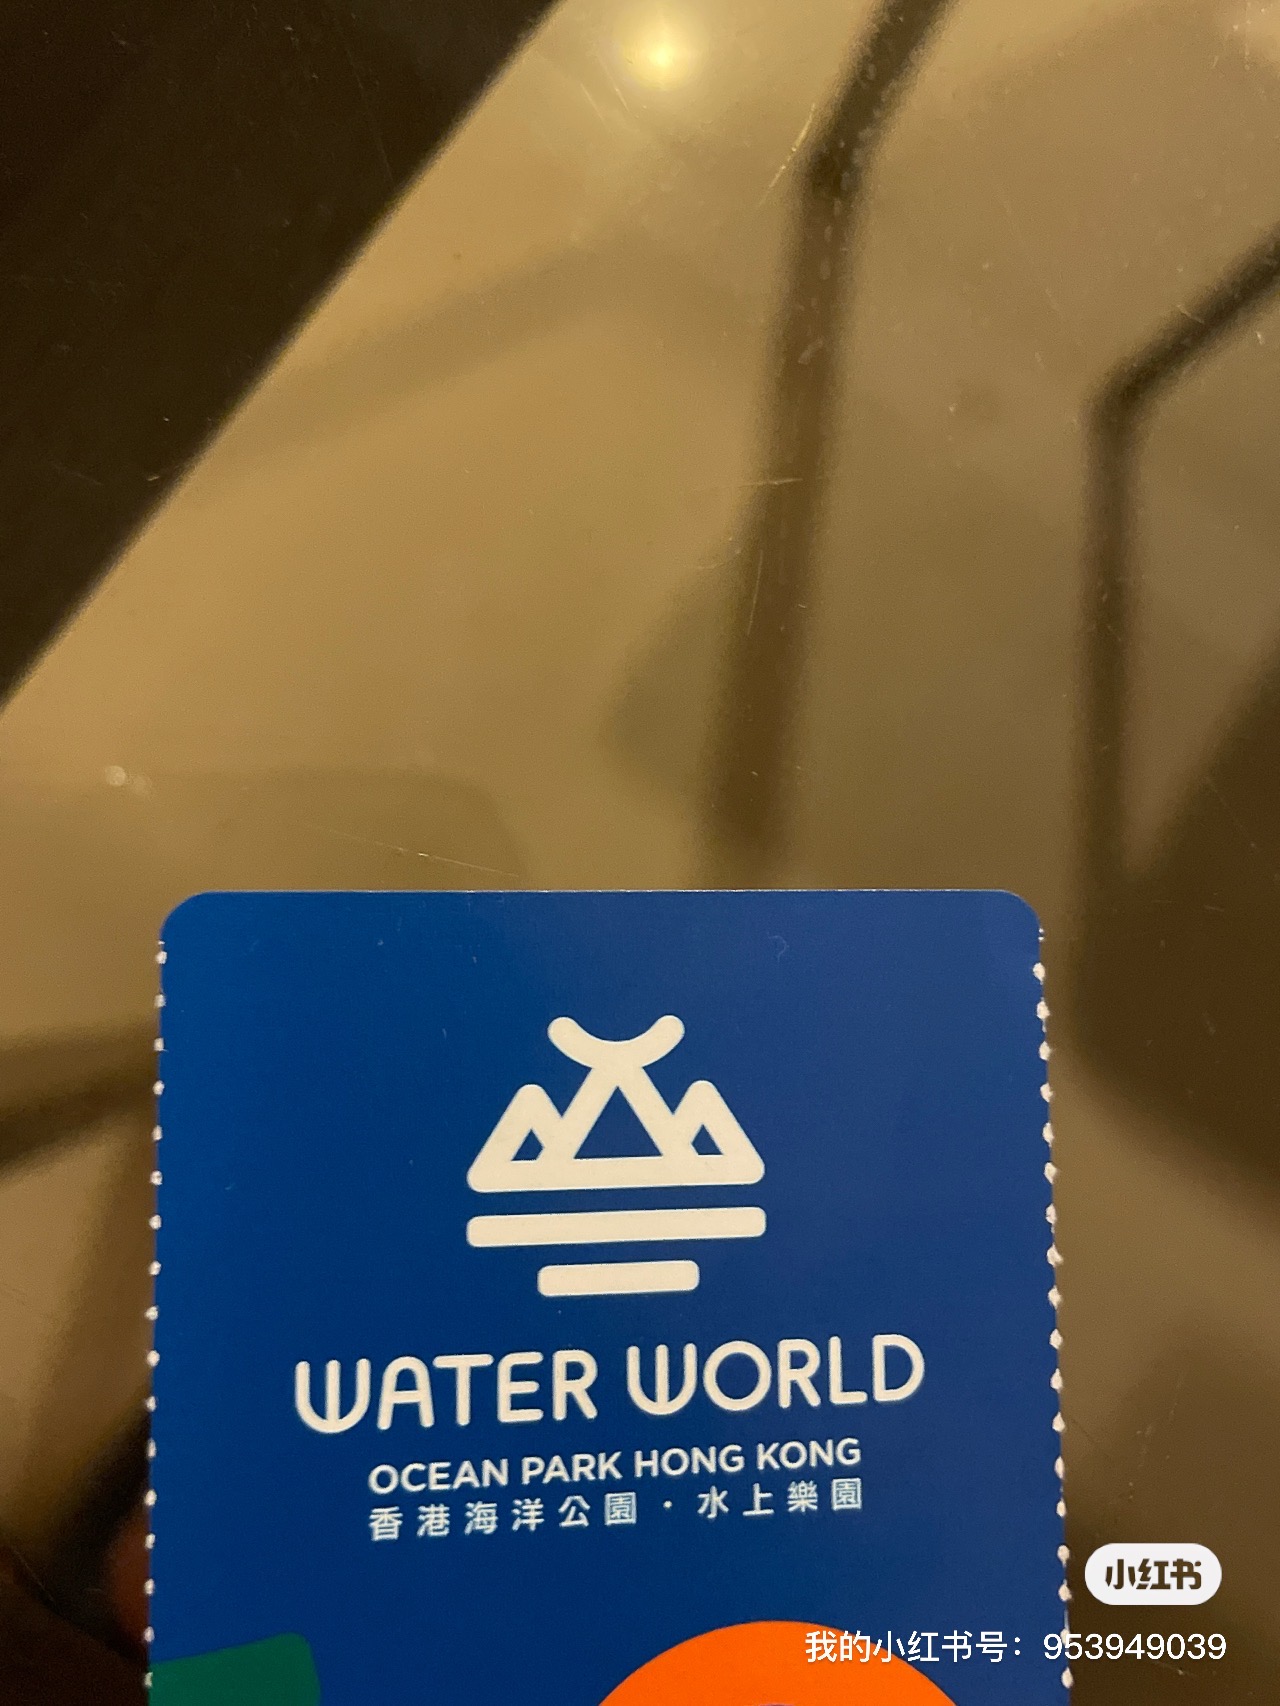 WATER WORLD
OCEAN PARK HONG KONG
香港海洋公園·水上樂園
小红书
我的小红书号：953949039